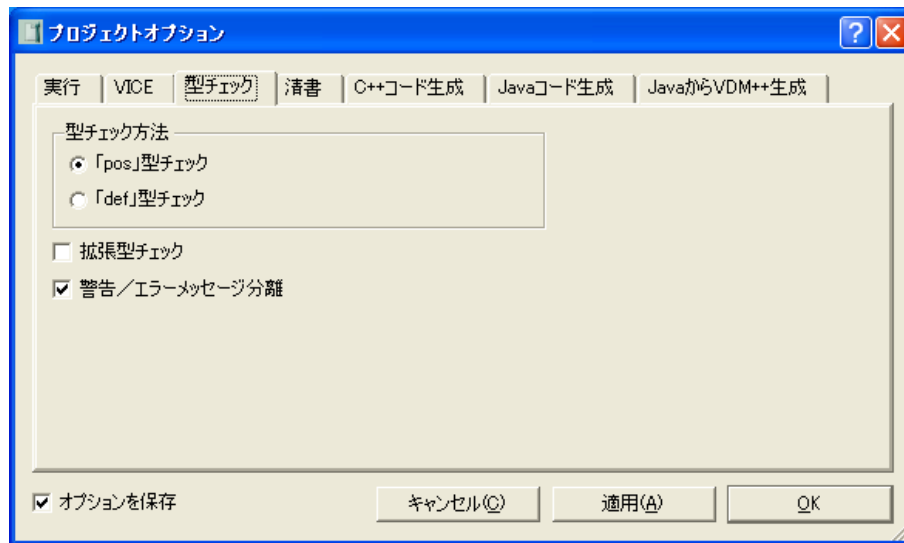 プロジェクトオプション
実行 VICE 型チェック 清書 C++コード生成 Javaコード生成 JavaからVDM++生成
型チェック方法
「pos」型チェック
「def」型チェック
拡張型チェック
警告／エラーメッセージ分離
オプションを保存 キャンセル(C) 適用(A) OK